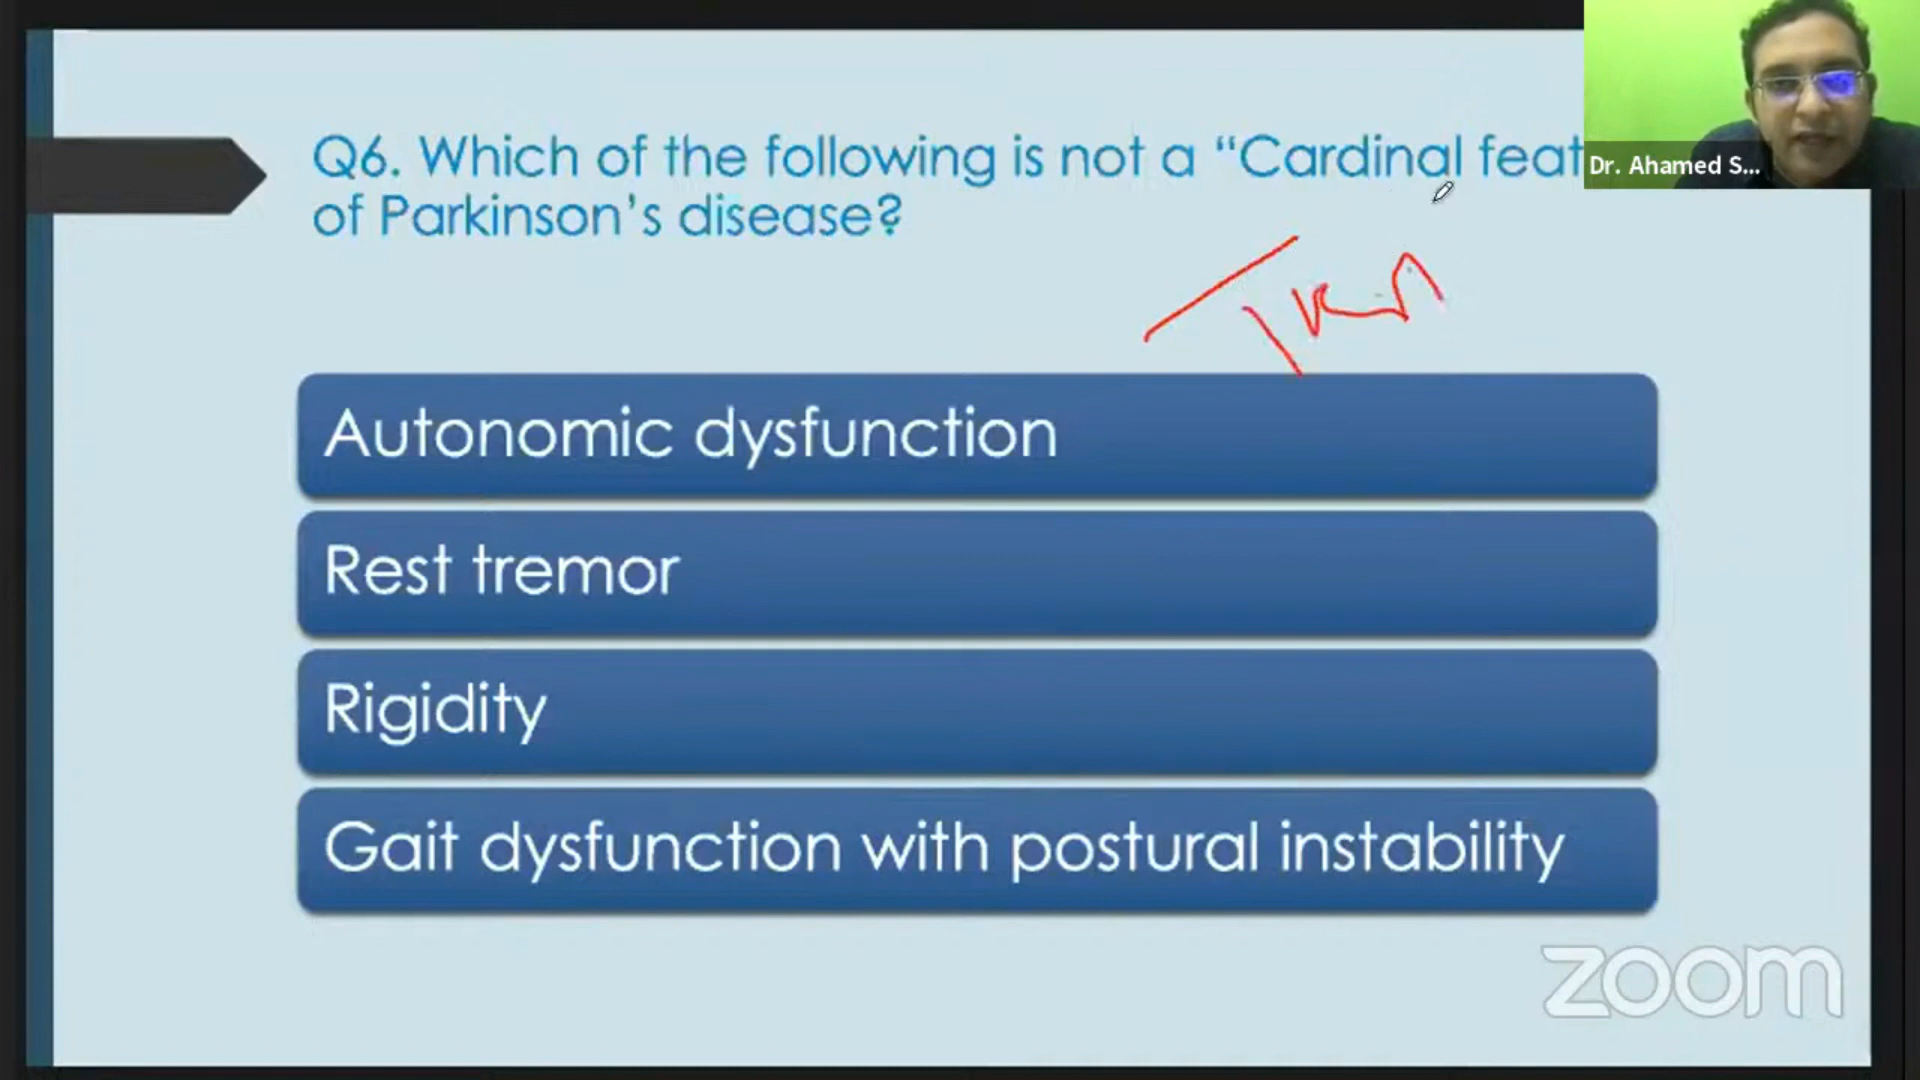 Q6. Which of the following is not a “Cardinal feat
Dr. Ahamed S...
of Parkinson’s disease?
Autonomic dysfunction
Rest tremor
Rigidity
Gait dysfunction with postural instability
zoom